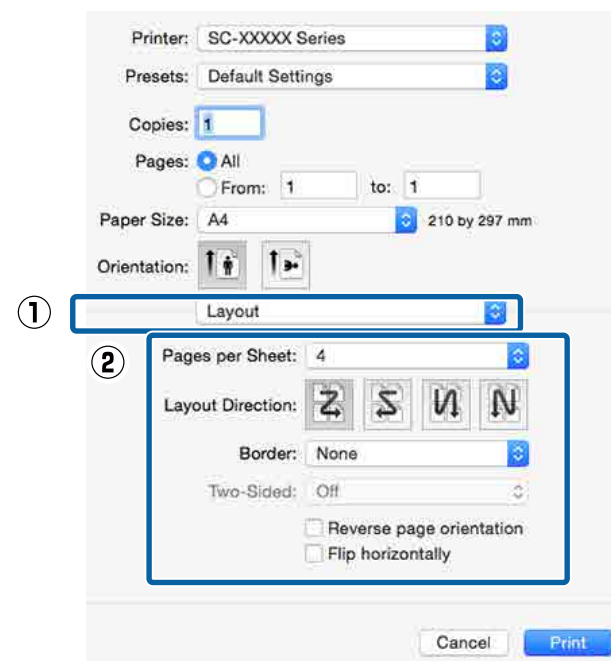 Printer: SC-XXXXX Series
Presets: Default Settings
Copies: 1
Pages: All
From: 1 to: 1
Paper Size: A4 210 by 297 mm
Orientation:
① Layout
② Pages per Sheet: 4
Layout Direction:
Border: None
Two-Sided: Off
Reverse page orientation
Flip horizontally
Cancel Print